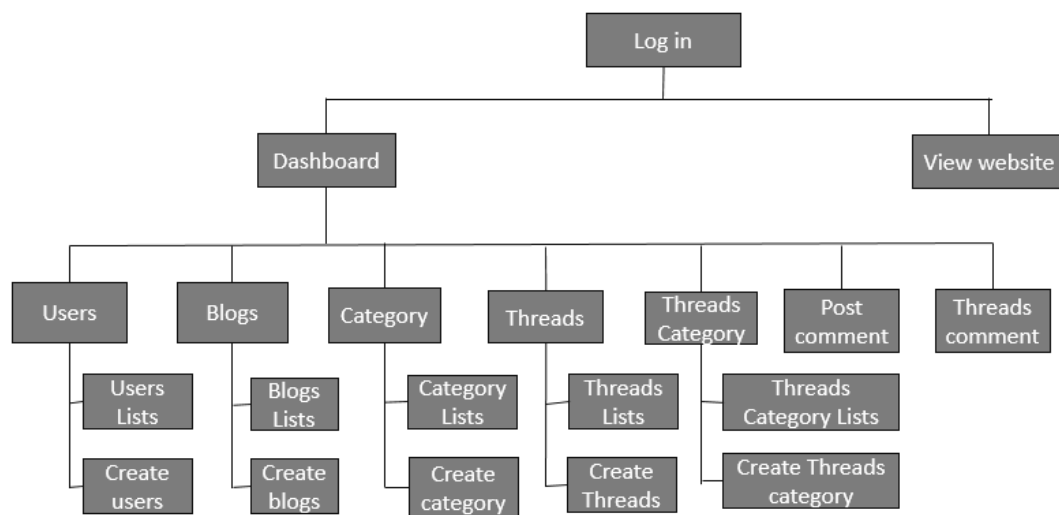 Log in
Dashboard
View website
Users
Blogs
Category
Threads
Threads
Category
Post
comment
Threads
comment
Users
Lists
Blogs
Lists
Category
Lists
Threads
Lists
Threads
Category Lists
Create
users
Create
blogs
Create
category
Create
Threads
Create Threads
category